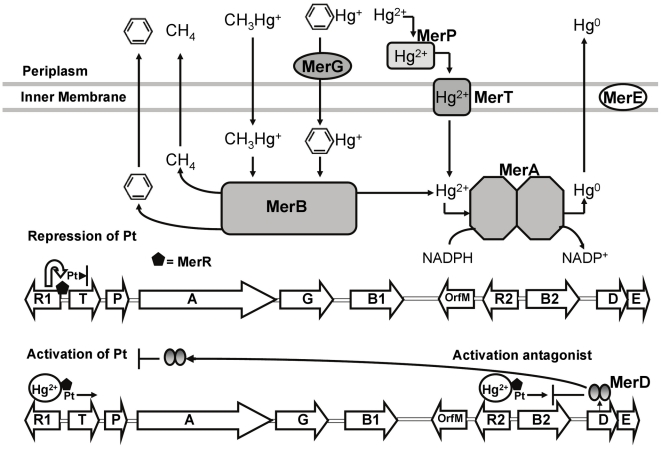 CH4
CH3Hg+
Hg+
Hg2+
MerP
Hg2+
Hg0
MerG
Periplasm
Inner Membrane
Hg2+
MerT
MerE
CH3Hg+
Hg+
CH4
MerB
Hg2+
MerA
Hg0
NADPH
NADP+
Repression of Pt
= MerR
Pt
R1 T P A G B1 OrfM R2 B2 D E
Activation of Pt
Activation antagonist
Hg2+
Pt
Hg2+
Pt
MerD
R1 T P A G B1 OrfM R2 B2 D E